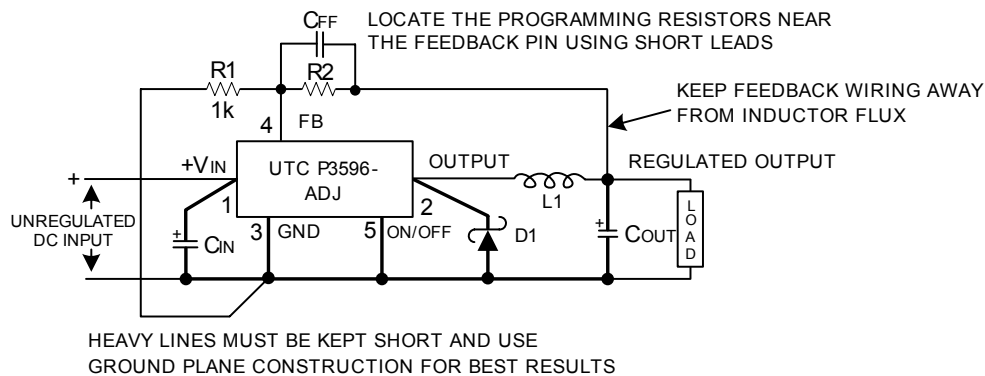 CFF
LOCATE THE PROGRAMMING RESISTORS NEAR
THE FEEDBACK PIN USING SHORT LEADS
R1
R2
1k
KEEP FEEDBACK WIRING AWAY
FROM INDUCTOR FLUX
4
FB
+VIN
UTC P3596-
ADJ
OUTPUT
REGULATED OUTPUT
+
UNREGULATED
DC INPUT
1
2
L1
+
CIN
3
GND
5
ON/OFF
D1
+
COUT
LOAD
HEAVY LINES MUST BE KEPT SHORT AND USE
GROUND PLANE CONSTRUCTION FOR BEST RESULTS